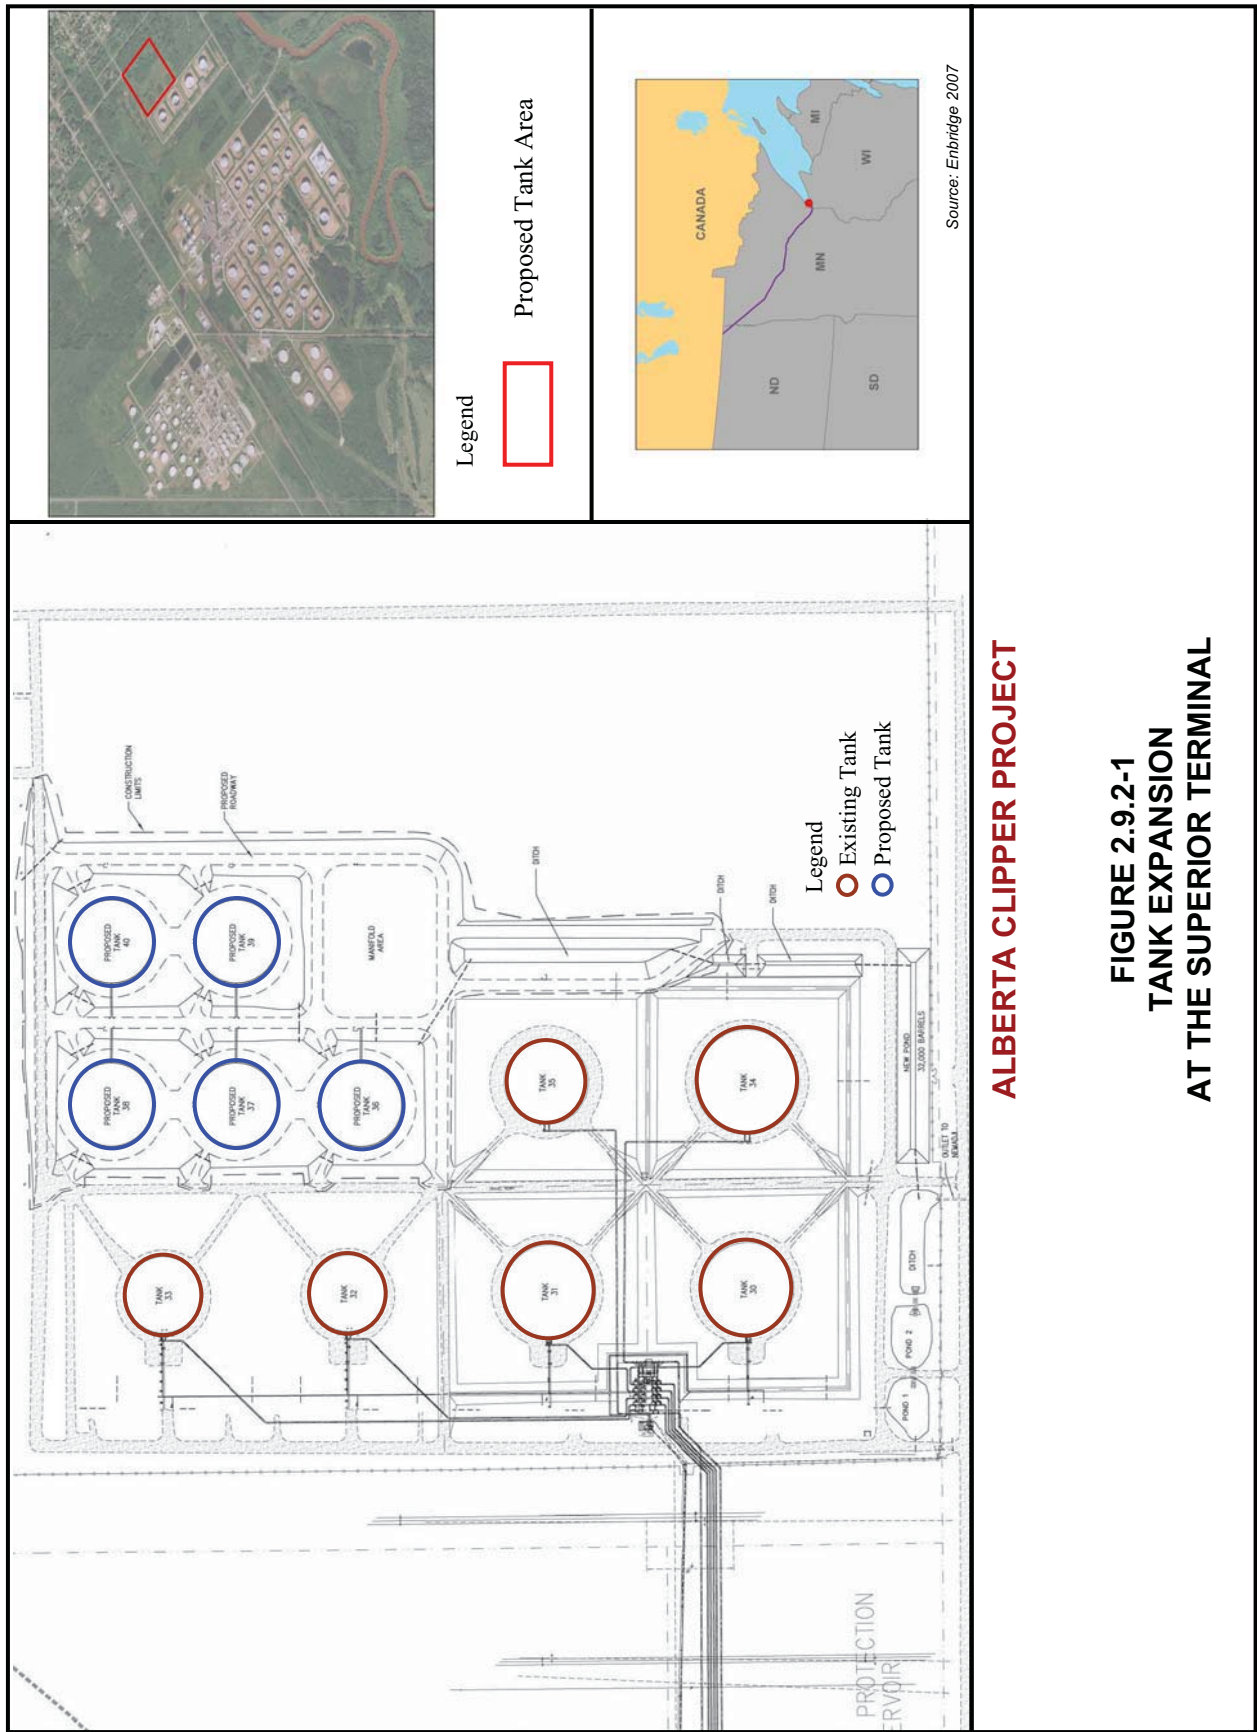 Legend
Proposed Tank Area
CANADA
ND
SD
MN
WI
MI
Source: Enbridge 2007
CONSTRUCTION
LIMITS
PROPOSED
ROADWAY
PROPOSED
TANK
40
PROPOSED
TANK
39
PROPOSED
TANK
38
PROPOSED
TANK
37
PROPOSED
TANK
36
MANIFOLD
AREA
DITCH
DITCH
DITCH
TANK
33
TANK
32
TANK
31
TANK
30
TANK
35
TANK
34
NEW POND
32,000 BARRELS
OUTLET TO
DITCH
POND 2
POND 1
PROTECTION
ERVOIR
Legend
Existing Tank
Proposed Tank
ALBERTA CLIPPER PROJECT
FIGURE 2.9.2-1
TANK EXPANSION
AT THE SUPERIOR TERMINAL